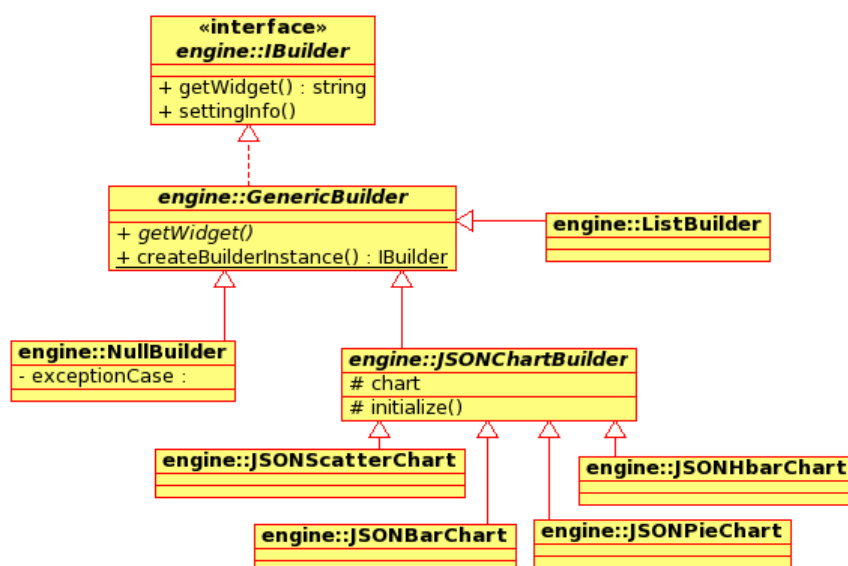 «interface»
engine::IBuilder
+ getWidget() : string
+ settingInfo()
engine::GenericBuilder
+ getWidget()
+ createBuilderInstance() : IBuilder
engine::ListBuilder
engine::NullBuilder
- exceptionCase :
engine::JSONChartBuilder
# chart
# initialize()
engine::JSONScatterChart
engine::JSONHbarChart
engine::JSONBarChart
engine::JSONPieChart